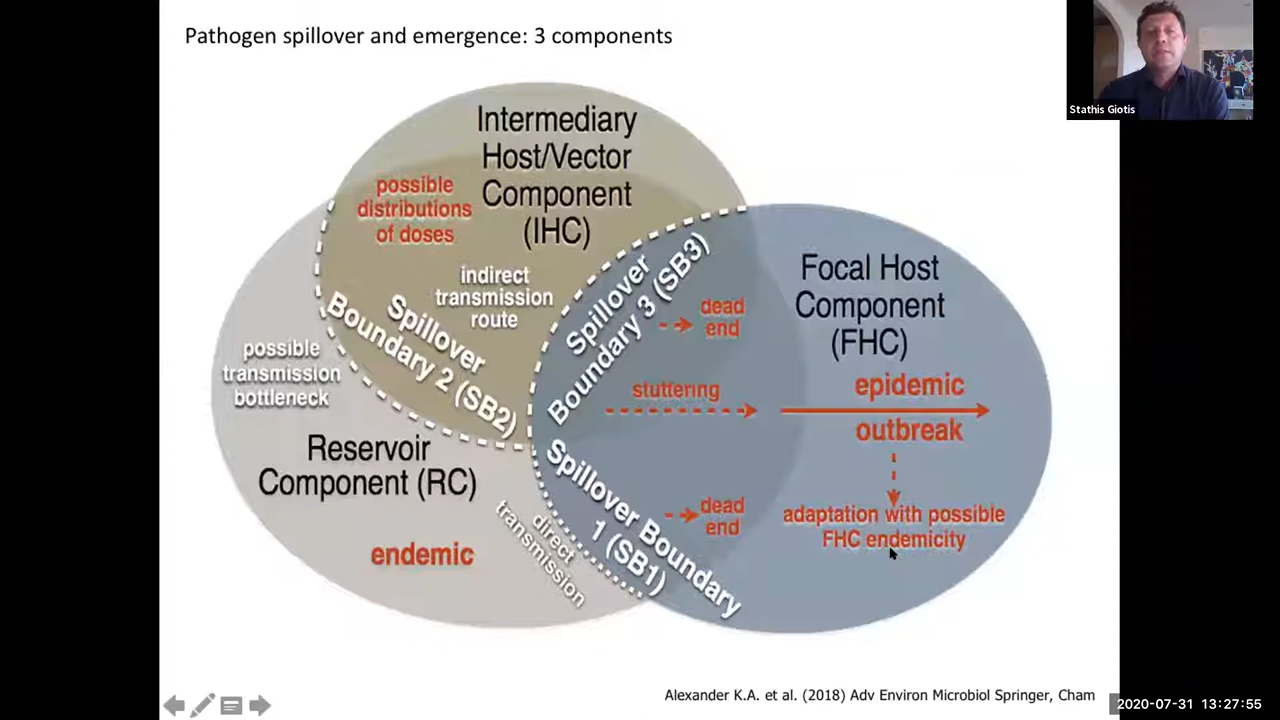 Pathogen spillover and emergence: 3 components
Stathis Giotis
Intermediary
Host/Vector
Component
(IHC)
possible
distributions
of doses
indirect
transmission
route
Spillover
Boundary 2 (SB2)
Spillover
Boundary 3 (SB3)
dead
end
Focal Host
Component
(FHC)
possible
transmission
bottleneck
stuttering
epidemic
outbreak
Reservoir
Component (RC)
endemic
direct
transmission
Spillover Boundary
1 (SB1)
dead
end
adaptation with possible
FHC endemicity
Alexander K.A. et al. (2018) Adv Environ Microbiol Springer, Cham
2020-07-31 13:27:55